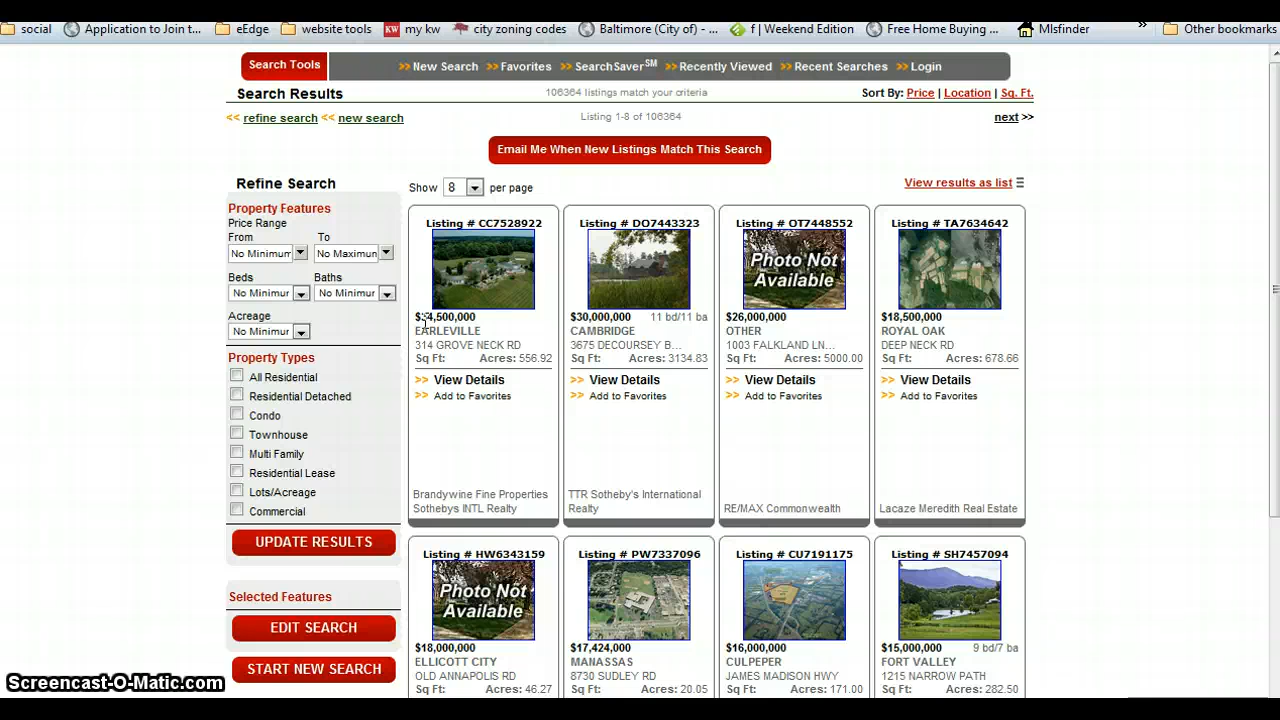 social Application to Join t... eEdge website tools KW my kw city zoning codes Baltimore (City of) - ... f | Weekend Edition Free Home Buying ... Mlsfinder » Other bookmarks
Search Tools >> New Search >> Favorites >> SearchSaver SM >> Recently Viewed >> Recent Searches >> Login
Search Results 106364 listings match your criteria Sort By: Price | Location | Sq. Ft.
<< refine search << new search Listing 1-8 of 106364 next >>
Email Me When New Listings Match This Search
Refine Search Show 8 per page View results as list
Property Features
Price Range
From To
No Minimur No Maximun
Beds Baths
No Minimur No Minimur
Acreage
No Minimur
Property Types
All Residential
Residential Detached
Condo
Townhouse
Multi Family
Residential Lease
Lots/Acreage
Commercial
UPDATE RESULTS
Selected Features
EDIT SEARCH
START NEW SEARCH
Listing # CC7528922
EARLEVILLE
314 GROVE NECK RD
Sq Ft: Acres: 556.92
>> View Details
>> Add to Favorites
Brandywine Fine Properties
Sothebys INTL Realty
Listing # DO7443323
$30,000,000 11 bd/11 ba
CAMBRIDGE
3675 DECOURSEY B...
Sq Ft: Acres: 3134.83
>> View Details
>> Add to Favorites
TTR Sotheby's International
Realty
Listing # OT7448552
Photo Not
Available
$26,000,000
OTHER
1003 FALKLAND LN...
Sq Ft: Acres: 5000.00
>> View Details
>> Add to Favorites
RE/MAX Commonwealth
Listing # TA7634642
$18,500,000
ROYAL OAK
DEEP NECK RD
Sq Ft: Acres: 678.66
>> View Details
>> Add to Favorites
Lacaze Meredith Real Estate
Listing # HW6343159
Photo Not
Available
$18,000,000
ELLICOTT CITY
OLD ANNAPOLIS RD
Sq Ft: Acres: 46.27
Listing # PW7337096
$17,424,000
MANASSAS
8730 SUDLEY RD
Sq Ft: Acres: 20.05
Listing # CU7191175
$16,000,000
CULPEPER
JAMES MADISON HWY
Sq Ft: Acres: 171.00
Listing # SH7457094
$15,000,000 9 bd/7 ba
FORT VALLEY
1215 NARROW PATH
Sq Ft: Acres: 282.50
Screencast-O-Matic.com